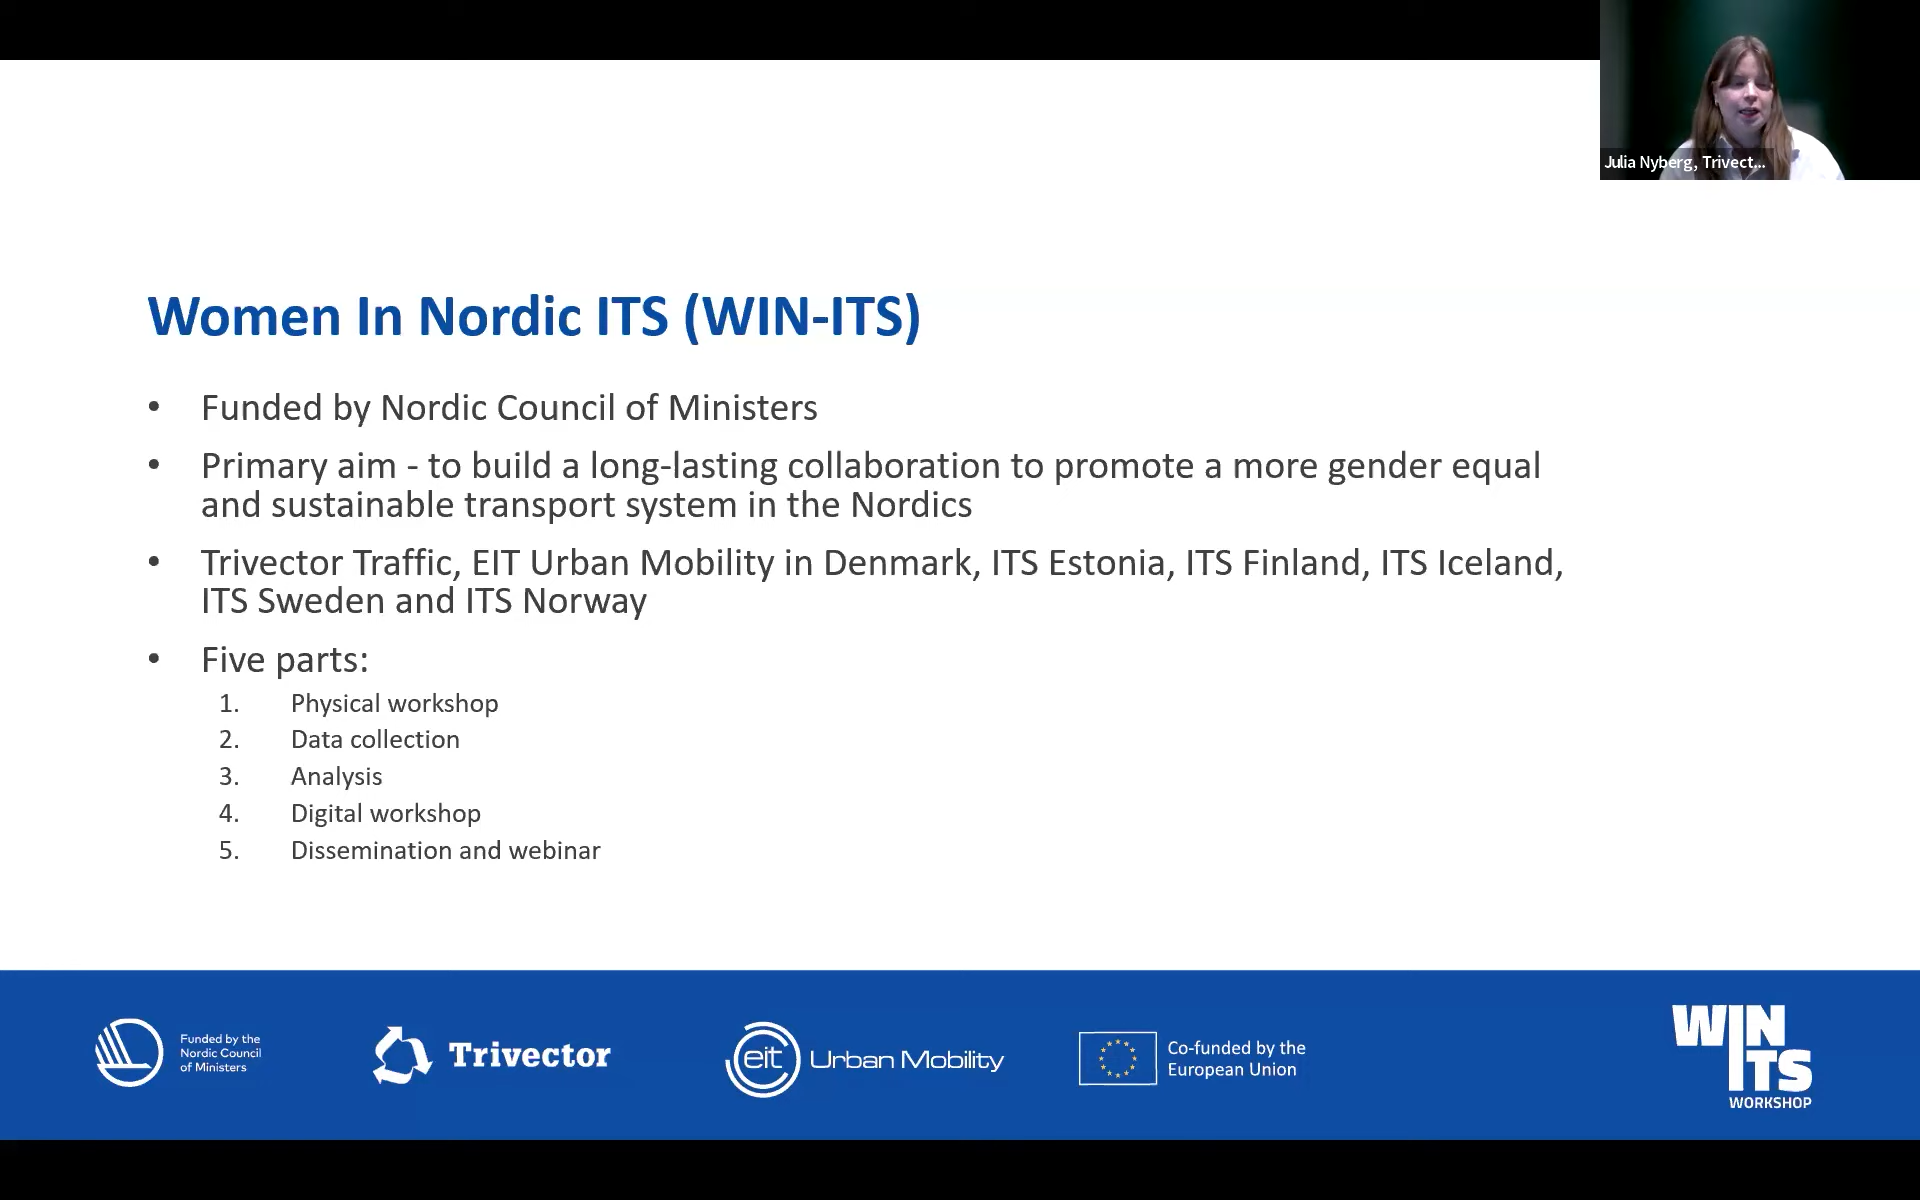 Julia Nyberg, Trivect...
Women In Nordic ITS (WIN-ITS)
• Funded by Nordic Council of Ministers
• Primary aim - to build a long-lasting collaboration to promote a more gender equal
and sustainable transport system in the Nordics
• Trivector Traffic, EIT Urban Mobility in Denmark, ITS Estonia, ITS Finland, ITS Iceland,
ITS Sweden and ITS Norway
• Five parts:
1. Physical workshop
2. Data collection
3. Analysis
4. Digital workshop
5. Dissemination and webinar
Funded by the
Nordic Council
of Ministers
Trivector
eit Urban Mobility
Co-funded by the
European Union
WIN
ITS
WORKSHOP